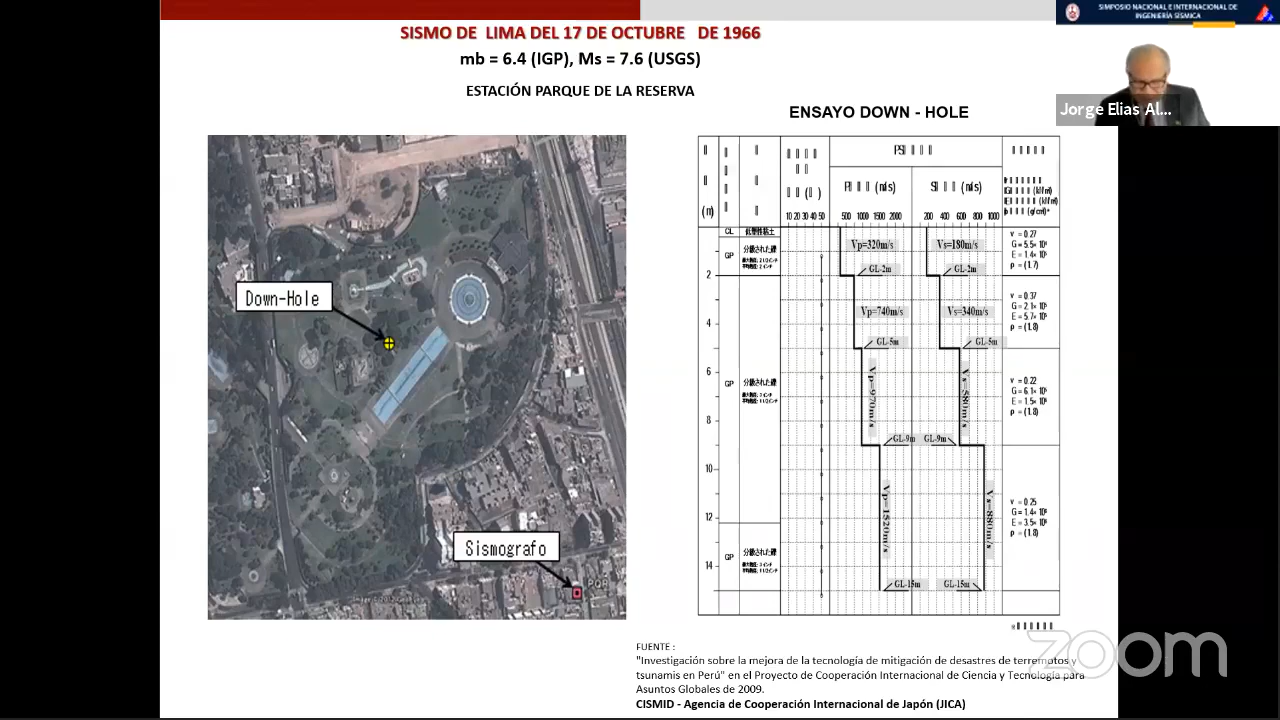 SIMPOSIO NACIONAL E INTERNACIONAL DE
INGENIERÍA SÍSMICA
SISMO DE LIMA DEL 17 DE OCTUBRE DE 1966
mb = 6.4 (IGP), Ms = 7.6 (USGS)
ESTACIÓN PARQUE DE LA RESERVA
Jorge Elias Al...
ENSAYO DOWN - HOLE
Down-Hole
Sismografo
PQR
(m)
(m/s)
(m/s)
10 20 30 40 50
500 1000 1500 2000
200 400 600 800 1000
CL
GP
Vp=320m/s
Vs=180m/s
GL-2m
GL-2m
ν = 0.27
E = 1.4×
ρ = (1.7)
2
Vp=740m/s
Vs=340m/s
GL-5m
GL-5m
ν = 0.37
ρ = (1.8)
4
6
GP
Vp=970m/s
Vs=580m/s
GL-9m
GL-9m
ν = 0.22
ρ = (1.8)
8
10
12
Vp=1520m/s
Vs=880m/s
ν = 0.25
ρ = (1.8)
GP
14
GL-15m
GL-15m
FUENTE :
"Investigación sobre la mejora de la tecnología de mitigación de desastres de terremotos y
tsunamis en Perú" en el Proyecto de Cooperación Internacional de Ciencia y Tecnología para
Asuntos Globales de 2009.
CISMID - Agencia de Cooperación Internacional de Japón (JICA)
zoom